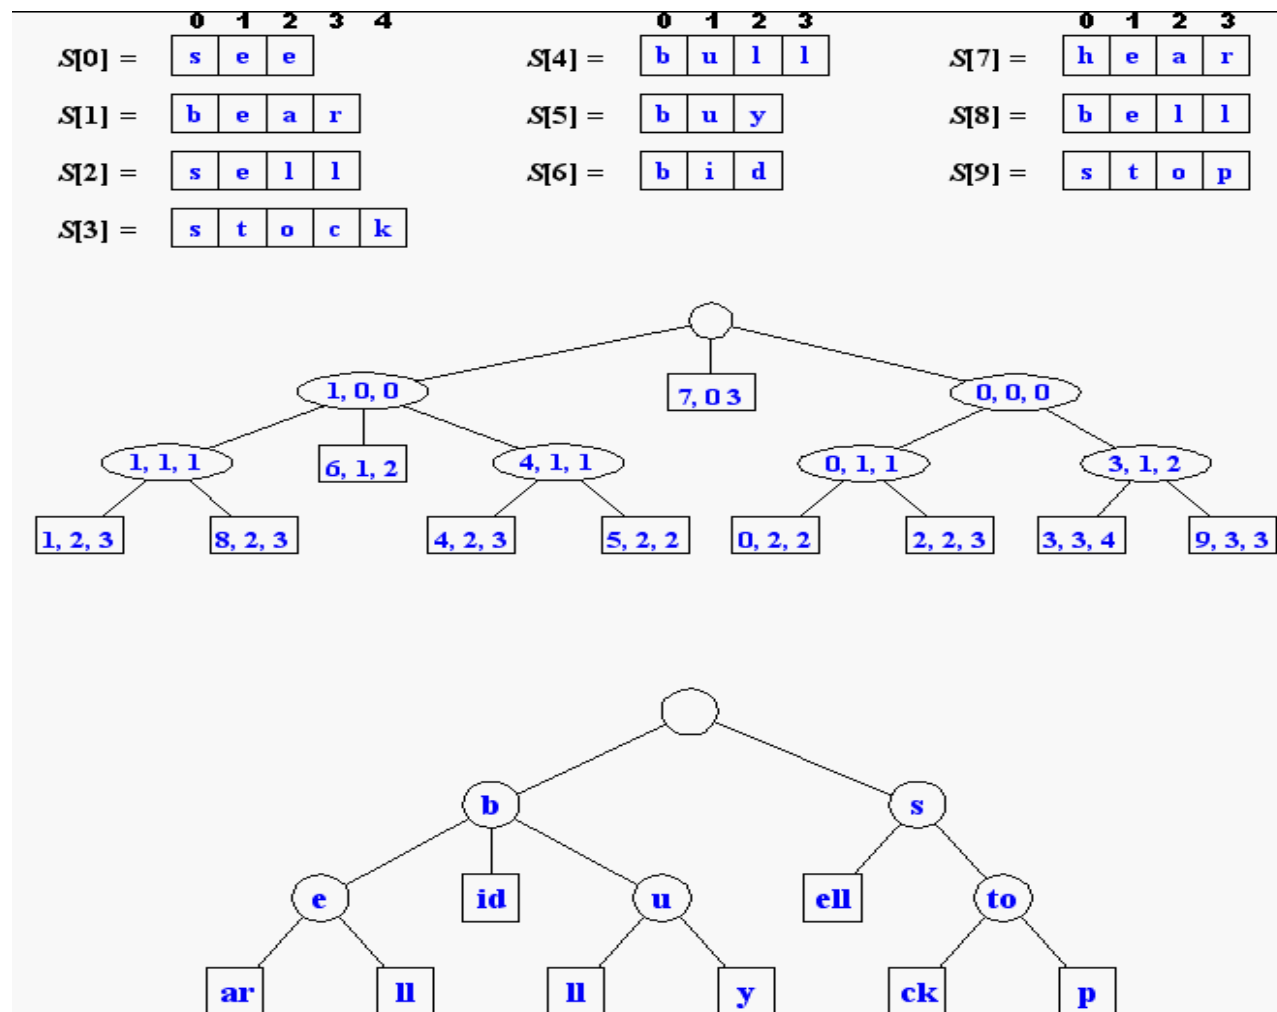 0 1 2 3 4 0 1 2 3 0 1 2 3
S[0] = s e e S[4] = b u l l S[7] = h e a r
S[1] = b e a r S[5] = b u y S[8] = b e l l
S[2] = s e l l S[6] = b i d S[9] = s t o p
S[3] = s t o c k
1, 0, 0 7, 0 3 0, 0, 0
1, 1, 1 6, 1, 2 4, 1, 1 0, 1, 1 3, 1, 2
1, 2, 3 8, 2, 3 4, 2, 3 5, 2, 2 0, 2, 2 2, 2, 3 3, 3, 4 9, 3, 3
b s
e id u ell to
ar ll ll y ck p